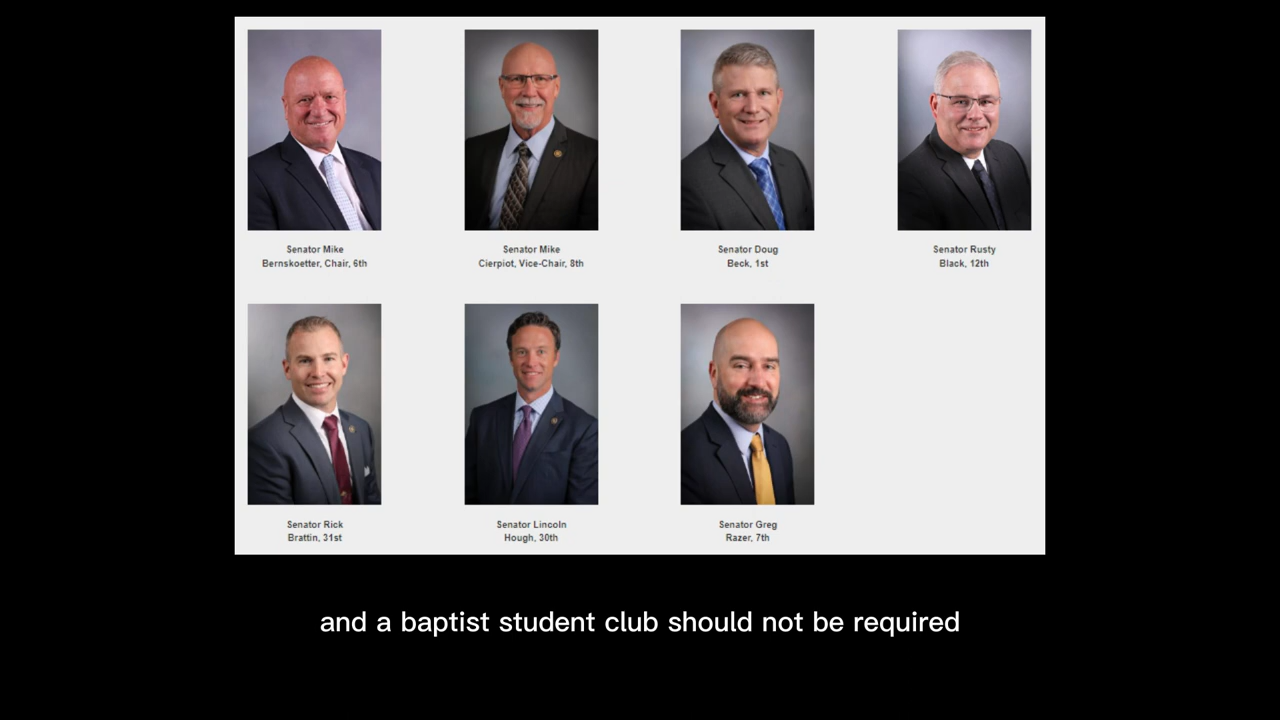 Senator Mike
Bernskoetter, Chair, 6th
Senator Mike
Cierpiot, Vice-Chair, 8th
Senator Doug
Beck, 1st
Senator Rusty
Black, 12th
Senator Rick
Brattin, 31st
Senator Lincoln
Hough, 30th
Senator Greg
Razer, 7th
and a baptist student club should not be required